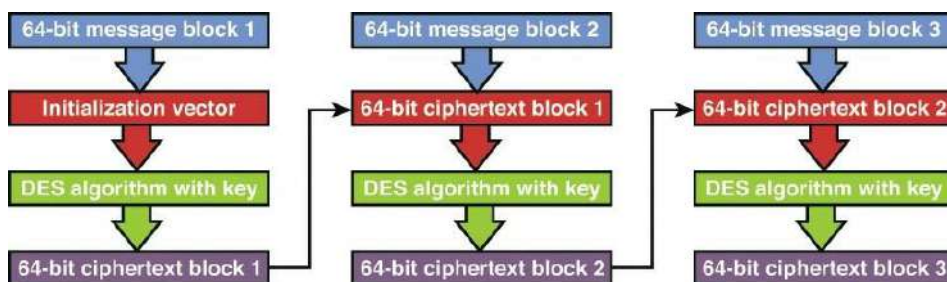 64-bit message block 1
64-bit message block 2
64-bit message block 3
Initialization vector
64-bit ciphertext block 1
64-bit ciphertext block 2
DES algorithm with key
DES algorithm with key
DES algorithm with key
64-bit ciphertext block 1
64-bit ciphertext block 2
64-bit ciphertext block 3